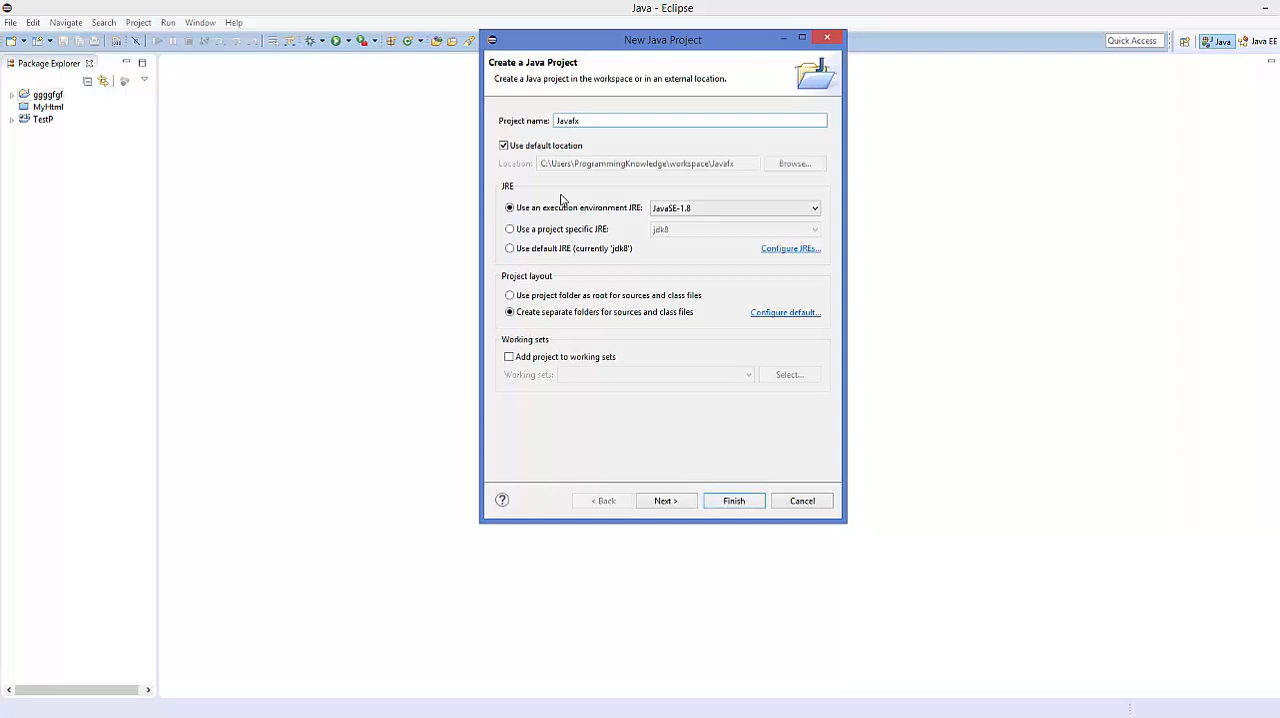 Java - Eclipse
File Edit Navigate Search Project Run Window Help
Quick Access
Java
Java EE
Package Explorer
ggggfgf
MyHtml
TestP
New Java Project
Create a Java Project
Create a Java project in the workspace or in an external location.
Project name: Javafx
Use default location
Location: C:\Users\ProgrammingKnowledge\workspace\Javafx Browse...
JRE
Use an execution environment JRE: JavaSE-1.8
Use a project specific JRE: jdk8
Use default JRE (currently 'jdk8') Configure JREs...
Project layout
Use project folder as root for sources and class files
Create separate folders for sources and class files Configure default...
Working sets
Add project to working sets
Working sets: Select...
? < Back Next > Finish Cancel